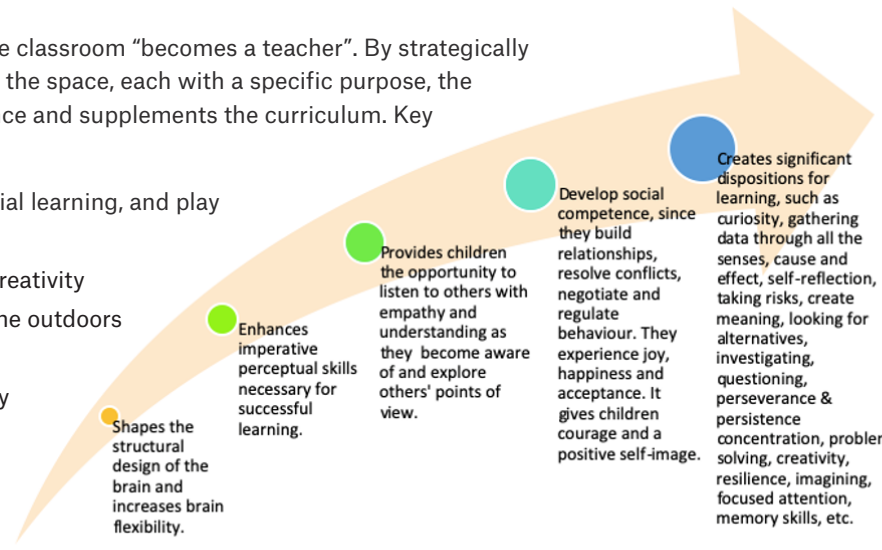 e classroom “becomes a teacher”. By strategically
the space, each with a specific purpose, the
nce and supplements the curriculum. Key
ial learning, and play
reativity
ne outdoors
y
Shapes the
structural
design of the
brain and
increases brain
flexibility.
Enhances
imperative
perceptual skills
necessary for
successful
learning.
Provides children
the opportunity to
listen to others with
empathy and
understanding as
they become aware
of and explore
others' points of
view.
Develop social
competence, since
they build
relationships,
resolve conflicts,
negotiate and
regulate
behaviour. They
experience joy,
happiness and
acceptance. It
gives children
courage and a
positive self-image.
Creates significant
dispositions for
learning, such as
curiosity, gathering
data through all the
senses, cause and
effect, self-reflection,
taking risks, create
meaning, looking for
alternatives,
investigating,
questioning,
perseverance &
persistence
concentration, problem
solving, creativity,
resilience, imagining,
focused attention,
memory skills, etc.